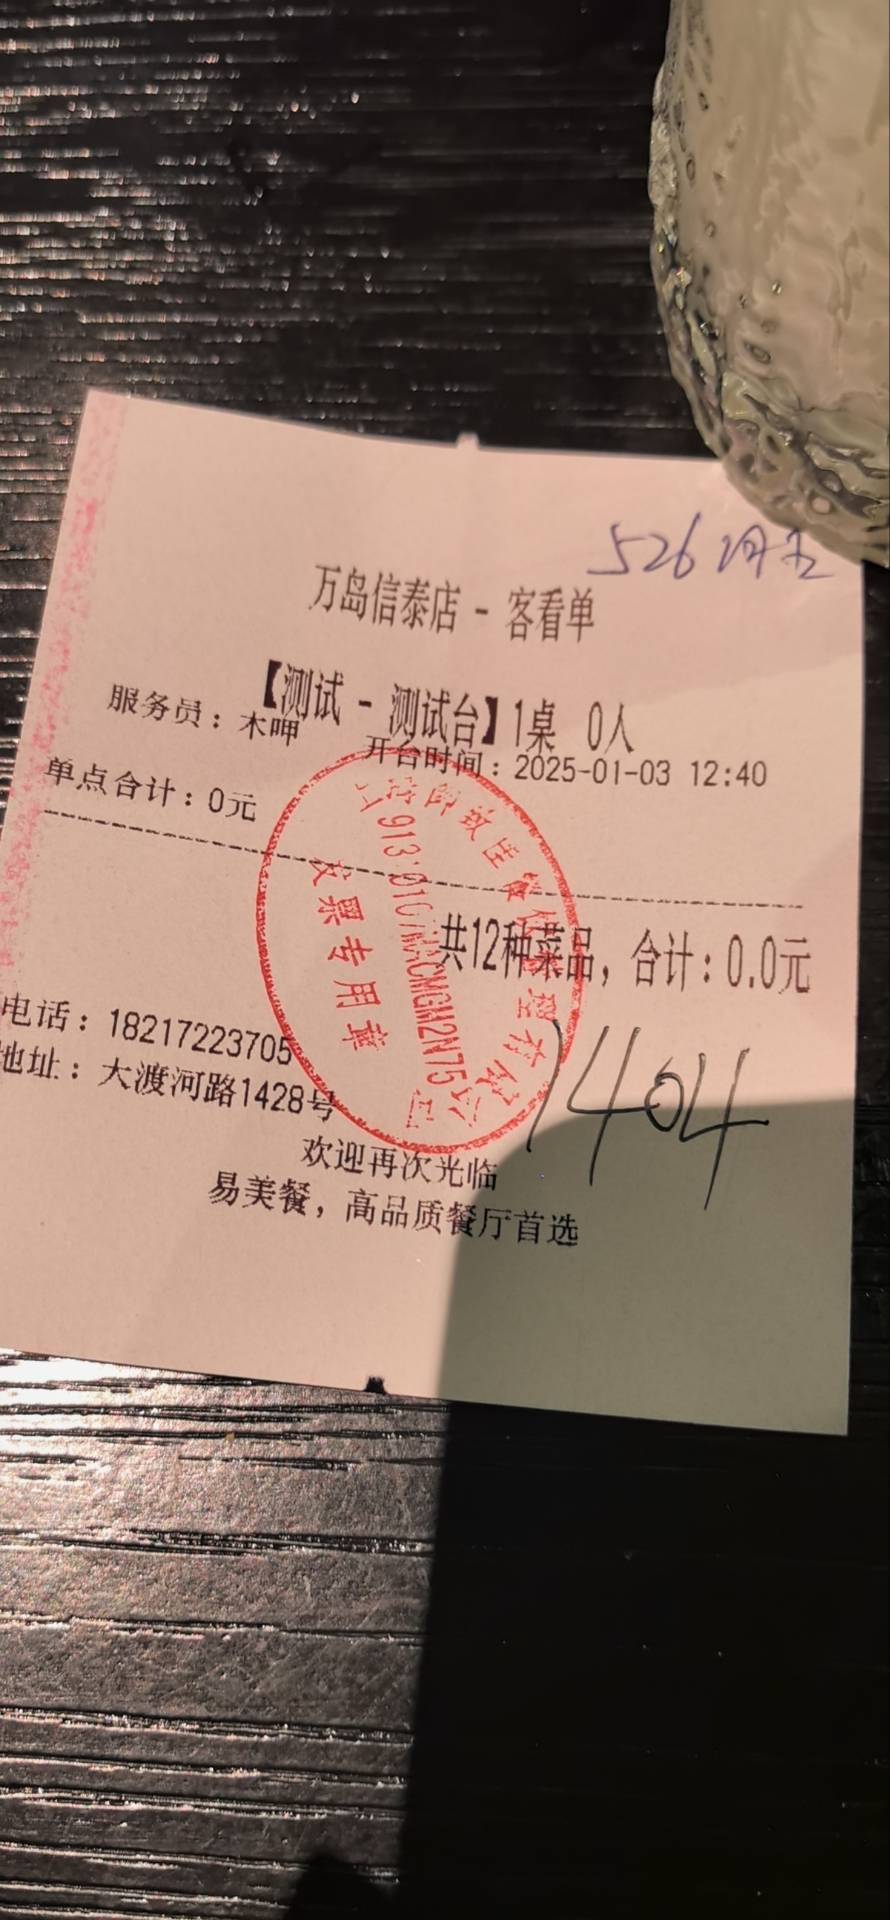 526
万岛信泰店 - 客看单
【测试 - 测试台】1桌 0人
服务员：木呷
开台时间：2025-01-03 12:40
单点合计：0元
共12种菜品，合计：0.0元
1404
电话：18217223705
地址：大渡河路1428号
欢迎再次光临
易美餐，高品质餐厅首选
发票专用章